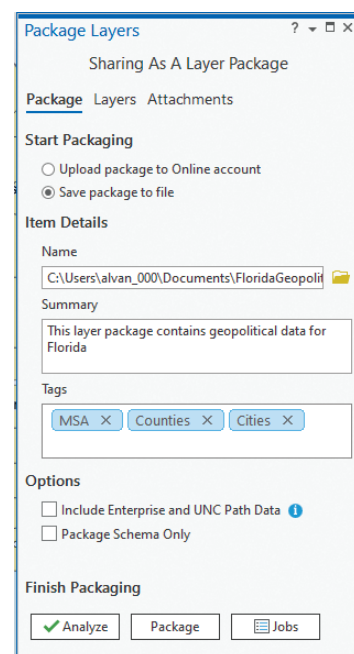 Package Layers
Sharing As A Layer Package
Package Layers Attachments
Start Packaging
Upload package to Online account
Save package to file
Item Details
Name
C:\Users\alvan_000\Documents\FloridaGeopolit
Summary
This layer package contains geopolitical data for
Florida
Tags
MSA Counties Cities
Options
Include Enterprise and UNC Path Data
Package Schema Only
Finish Packaging
Analyze Package Jobs